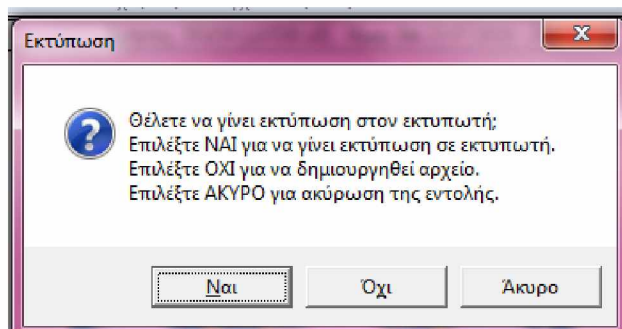 Εκτύπωση
Θέλετε να γίνει εκτύπωση στον εκτυπωτή;
Επιλέξτε ΝΑΙ για να γίνει εκτύπωση σε εκτυπωτή.
Επιλέξτε ΟΧΙ για να δημιουργηθεί αρχείο.
Επιλέξτε ΑΚΥΡΟ για ακύρωση της εντολής.
Ναι Όχι Άκυρο